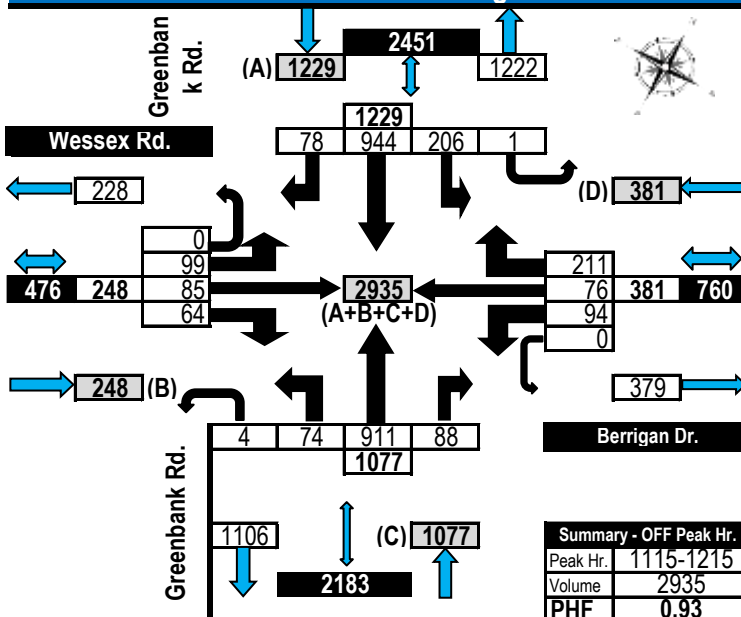 Greenban
k Rd.
2451
(A) 1229
1222
1229
Wessex Rd.
78 944 206 1
228
(D) 381
0
99
476 248 85
64
2935
(A+B+C+D)
211
76 381 760
94
0
248 (B)
379
4 74 911 88
1077
Berrigan Dr.
Greenbank Rd.
1106
(C) 1077
2183
Summary - OFF Peak Hr.
Peak Hr. 1115-1215
Volume 2935
PHF 0.93